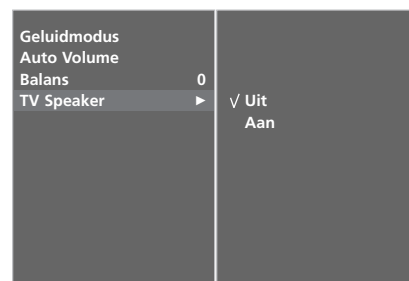 Geluidmodus
Auto Volume
Balans 0
TV Speaker ►
√ Uit
Aan